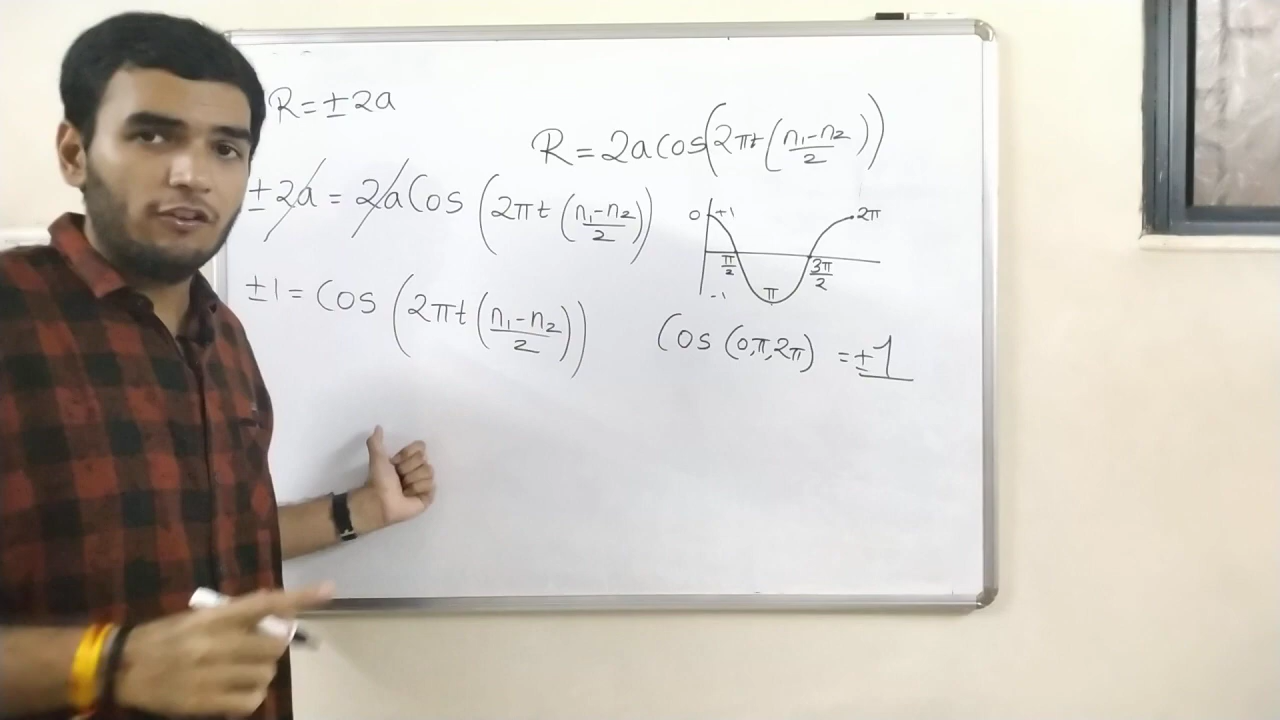 R = ±2a
R = 2a cos(2πt(n₁-n₂/2))
±2a = 2a Cos (2πt (n₁-n₂/2))
0 +1 2π
π/2 3π/2
-1 π
±1 = Cos (2πt (n₁-n₂/2))
Cos (0,π,2π) = ±1